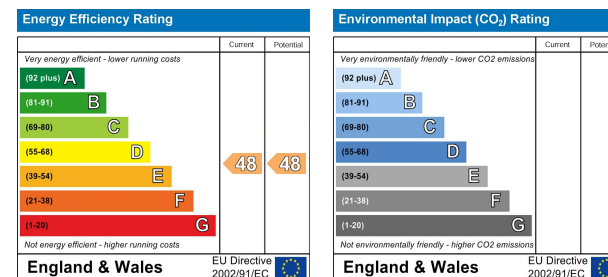 Energy Efficiency Rating
Current Potential
Very energy efficient - lower running costs
(92 plus) A
(81-91) B
(69-80) C
(55-68) D
(39-54) E
(21-38) F
(1-20) G
48 48
Not energy efficient - higher running costs
England & Wales
EU Directive
2002/91/EC
Environmental Impact (CO₂) Rating
Current Poten
Very environmentally friendly - lower CO2 emissions
(92 plus) A
(81-91) B
(69-80) C
(55-68) D
(39-54) E
(21-38) F
(1-20) G
Not environmentally friendly - higher CO2 emissions
England & Wales
EU Directive
2002/91/EC